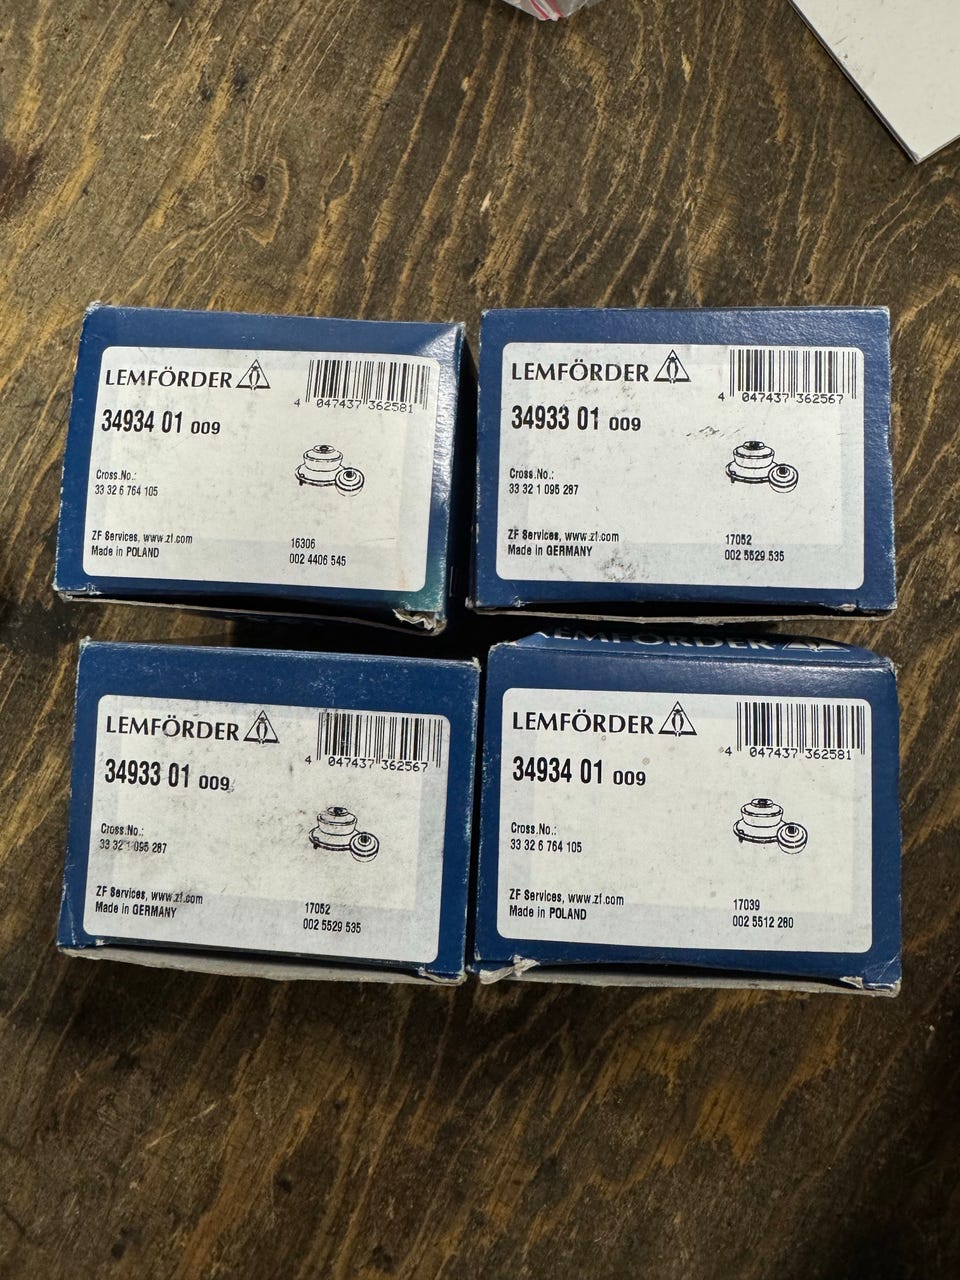 LEMFÖRDER
4 047437 362581
34934 01 009
Cross.No.:
33 32 6 764 105
ZF Services, www.zf.com
Made in POLAND
16306
002 4406 545
LEMFÖRDER
4 047437 362567
34933 01 009
Cross.No.:
33 32 1 095 287
ZF Services, www.zf.com
Made in GERMANY
17052
002 5529 535
LEMFÖRDER
4 047437 362567
34933 01 009
Cross.No.:
33 32 1 095 287
ZF Services, www.zf.com
Made in GERMANY
17052
002 5529 535
LEMFÖRDER
LEMFÖRDER
4 047437 362581
34934 01 009
Cross.No.:
33 32 6 764 105
ZF Services, www.zf.com
Made in POLAND
17039
002 5512 280